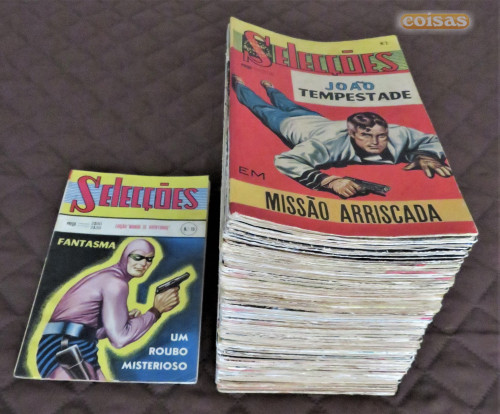 coisas
Selecções
JOÃO
TEMPESTADE
EM
MISSÃO ARRISCADA
Selecções
FANTASMA
UM
ROUBO
MISTERIOSO